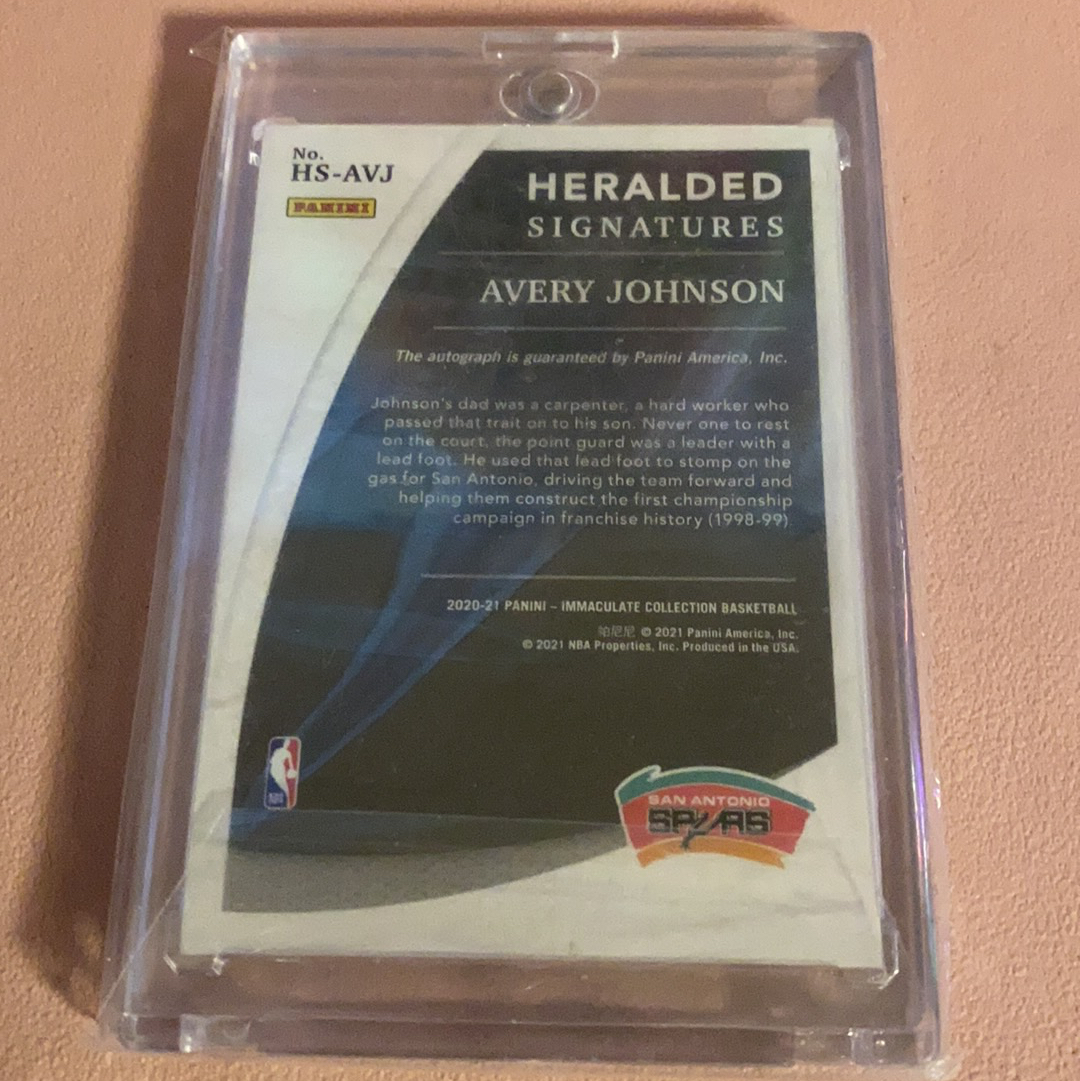 No.
HS-AVJ
PANINI
HERALDED
SIGNATURES
AVERY JOHNSON
The autograph is guaranteed by Panini America, Inc.
Johnson's dad was a carpenter, a hard worker who
passed that trait on to his son. Never one to rest
on the court, the point guard was a leader with a
lead foot. He used that lead foot to stomp on the
gas for San Antonio, driving the team forward and
helping them construct the first championship
campaign in franchise history (1998-99).
2020-21 PANINI – IMMACULATE COLLECTION BASKETBALL
帕尼尼 © 2021 Panini America, Inc.
© 2021 NBA Properties, Inc. Produced in the USA.
NBA
SAN ANTONIO
SPURS